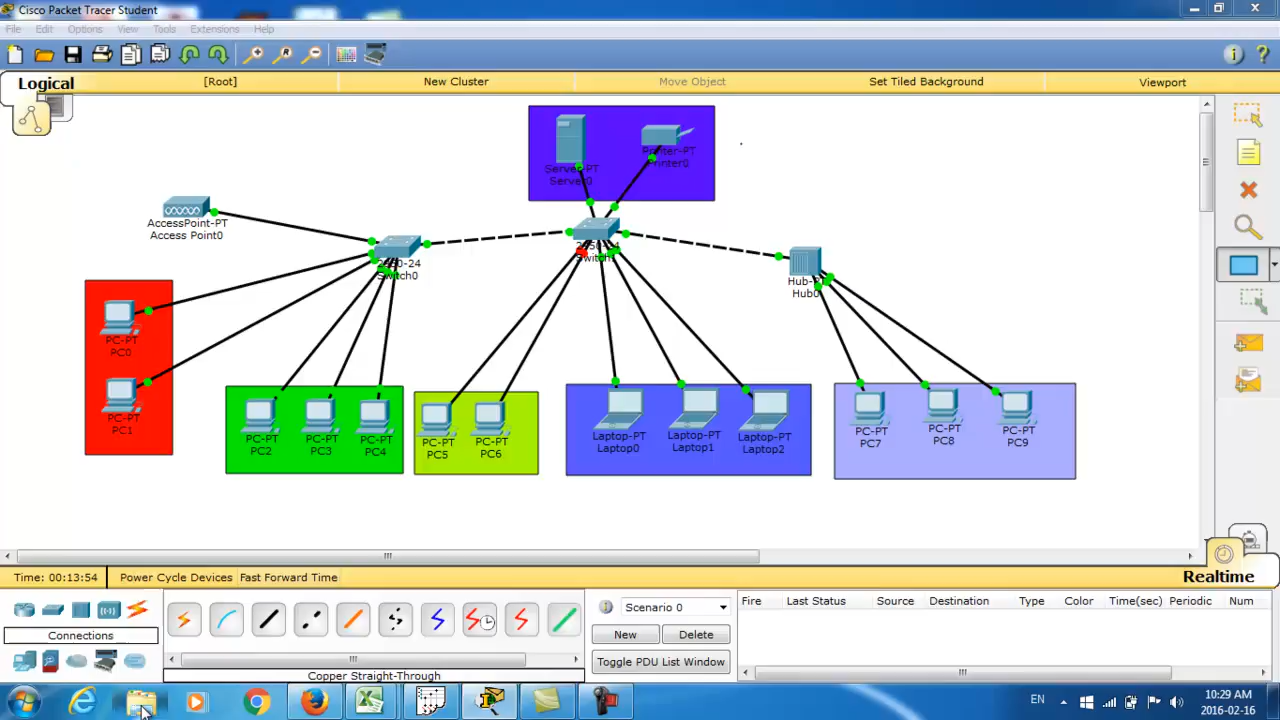 Cisco Packet Tracer Student
File Edit Options View Tools Extensions Help
Logical
[Root]
New Cluster
Move Object
Set Tiled Background
Viewport
Server-PT
Server0
Printer-PT
Printer0
AccessPoint-PT
Access Point0
Switch0
Hub0
PC-PT
PC0
PC-PT
PC1
PC-PT
PC2
PC-PT
PC3
PC-PT
PC4
PC-PT
PC5
PC-PT
PC6
Laptop-PT
Laptop0
Laptop-PT
Laptop1
Laptop-PT
Laptop2
PC-PT
PC7
PC-PT
PC8
PC-PT
PC9
Time: 00:13:54
Power Cycle Devices Fast Forward Time
Realtime
Connections
Copper Straight-Through
Scenario 0
New
Delete
Toggle PDU List Window
Fire Last Status Source Destination Type Color Time(sec) Periodic Num
EN
10:29 AM
2016-02-16